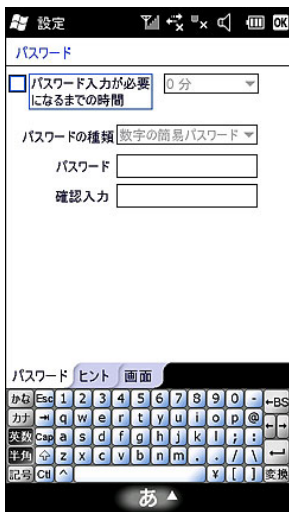 設定 OK
パスワード
パスワード入力が必要 0 分
になるまでの時間
パスワードの種類 数字の簡易パスワード
パスワード
確認入力
パスワード ヒント 画面
かな Esc 1 2 3 4 5 6 7 8 9 0 - ←BS
カナ →| q w e r t y u i o p @
英数 Cap a s d f g h j k l ; : ← →
半角 z x c v b n m , . / \
記号 Ctl ^ ¥ [ ] 変換
あ